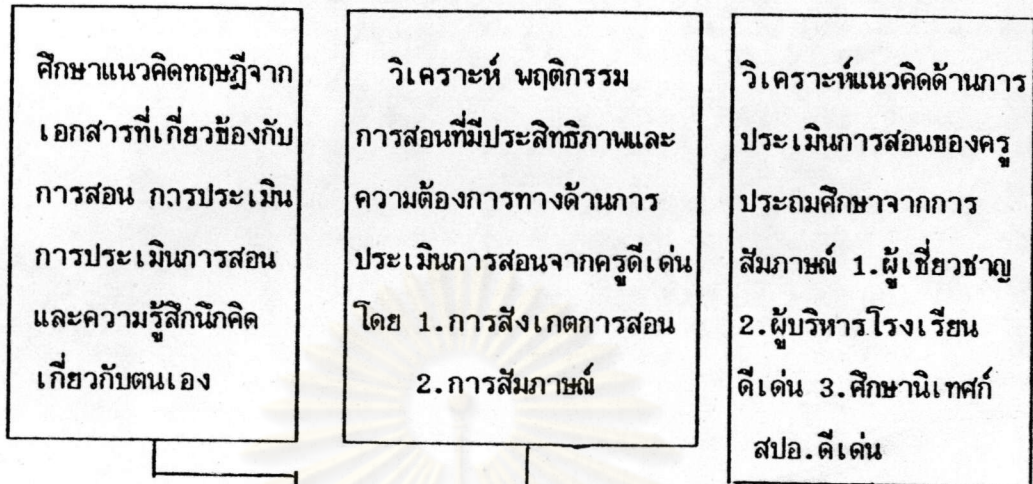 ศึกษาแนวคิดทฤษฎีจาก
เอกสารที่เกี่ยวข้องกับ
การสอน การประเมิน
การประเมินการสอน
และความรู้สึกนึกคิด
เกี่ยวกับตนเอง
วิเคราะห์ พฤติกรรม
การสอนที่มีประสิทธิภาพและ
ความต้องการทางด้านการ
ประเมินการสอนจากครูดีเด่น
โดย 1.การสังเกตการสอน
2.การสัมภาษณ์
วิเคราะห์แนวคิดด้านการ
ประเมินการสอนของครู
ประถมศึกษาจากการ
สัมภาษณ์ 1.ผู้เชี่ยวชาญ
2.ผู้บริหารโรงเรียน
ดีเด่น 3.ศึกษานิเทศก์
สปอ.ดีเด่น